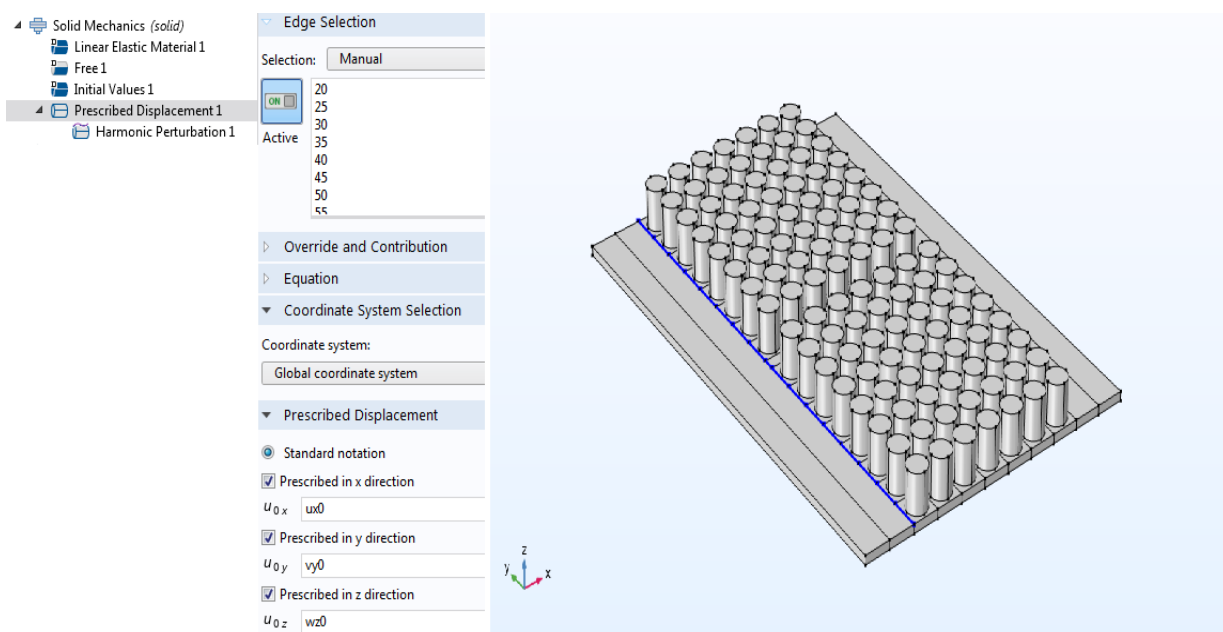 Solid Mechanics (solid)
Linear Elastic Material 1
Free 1
Initial Values 1
Prescribed Displacement 1
Harmonic Perturbation 1
Edge Selection
Selection: Manual
ON
Active
20
25
30
35
40
45
50
55
Override and Contribution
Equation
Coordinate System Selection
Coordinate system:
Global coordinate system
Prescribed Displacement
Standard notation
Prescribed in x direction
u0x ux0
Prescribed in y direction
u0y vy0
Prescribed in z direction
u0z wz0
z
y x